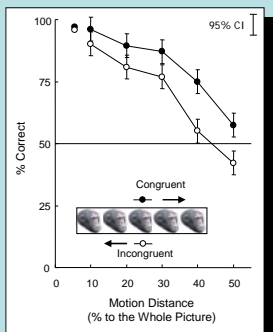 100
95% CI
75
% Correct
50
Congruent
25
Incongruent
0
0 10 20 30 40 50
Motion Distance
(% to the Whole Picture)